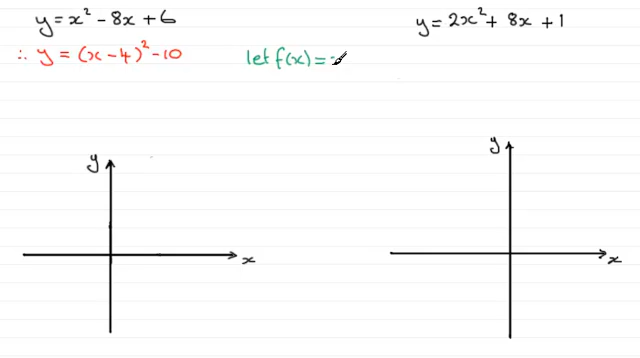 y = x² - 8x + 6
∴ y = (x - 4)² - 10
let f(x) =
y = 2x² + 8x + 1
y
x
y
x